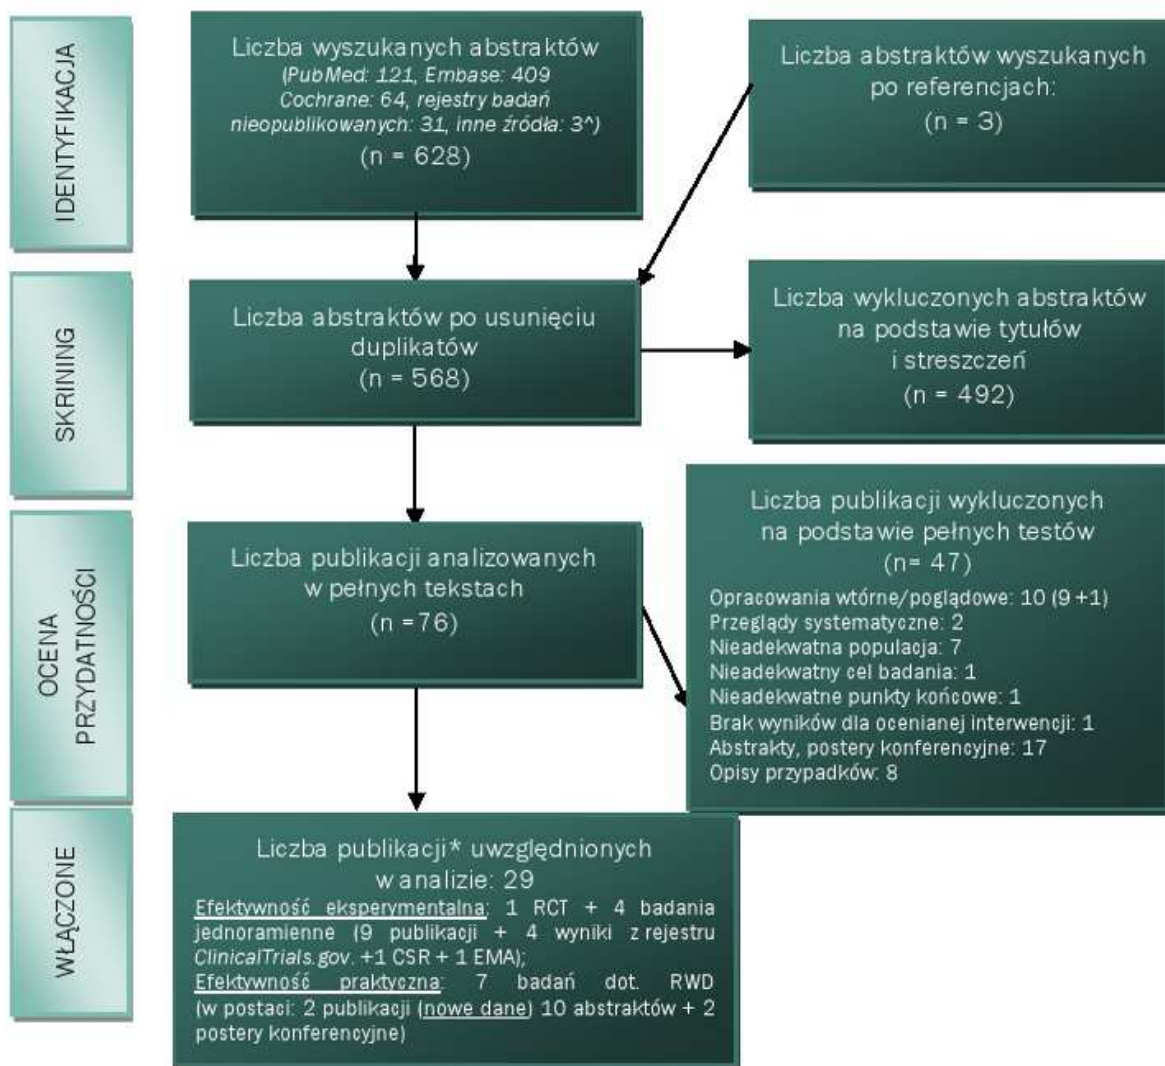 IDENTYFIKACJA
Liczba wyszukanych abstraktów
(PubMed: 121, Embase: 409
Cochrane: 64, rejestry badań
nieopublikowanych: 31, inne źródła: 3^)
(n = 628)
Liczba abstraktów wyszukanych
po referencjach:
(n = 3)
SKRINING
Liczba abstraktów po usunięciu
duplikatów
(n = 568)
Liczba wykluczonych abstraktów
na podstawie tytułów
i streszczeń
(n = 492)
OCENA
PRZYDATNOŚCI
Liczba publikacji analizowanych
w pełnych tekstach
(n =76)
Liczba publikacji wykluczonych
na podstawie pełnych testów
(n= 47)
Opracowania wtórne/poglądowe: 10 (9 +1)
Przeglądy systematyczne: 2
Nieadekwatna populacja: 7
Nieadekwatny cel badania: 1
Nieadekwatne punkty końcowe: 1
Brak wyników dla ocenianej interwencji: 1
Abstrakty, postery konferencyjne: 17
Opisy przypadków: 8
WŁĄCZONE
Liczba publikacji* uwzględnionych
w analizie: 29
Efektywność eksperymentalna: 1 RCT + 4 badania
jednoramienne (9 publikacji + 4 wyniki z rejestru
ClinicalTrials.gov. +1 CSR + 1 EMA);
Efektywność praktyczna: 7 badań dot. RWD
(w postaci: 2 publikacji (nowe dane) 10 abstraktów + 2
postery konferencyjne)